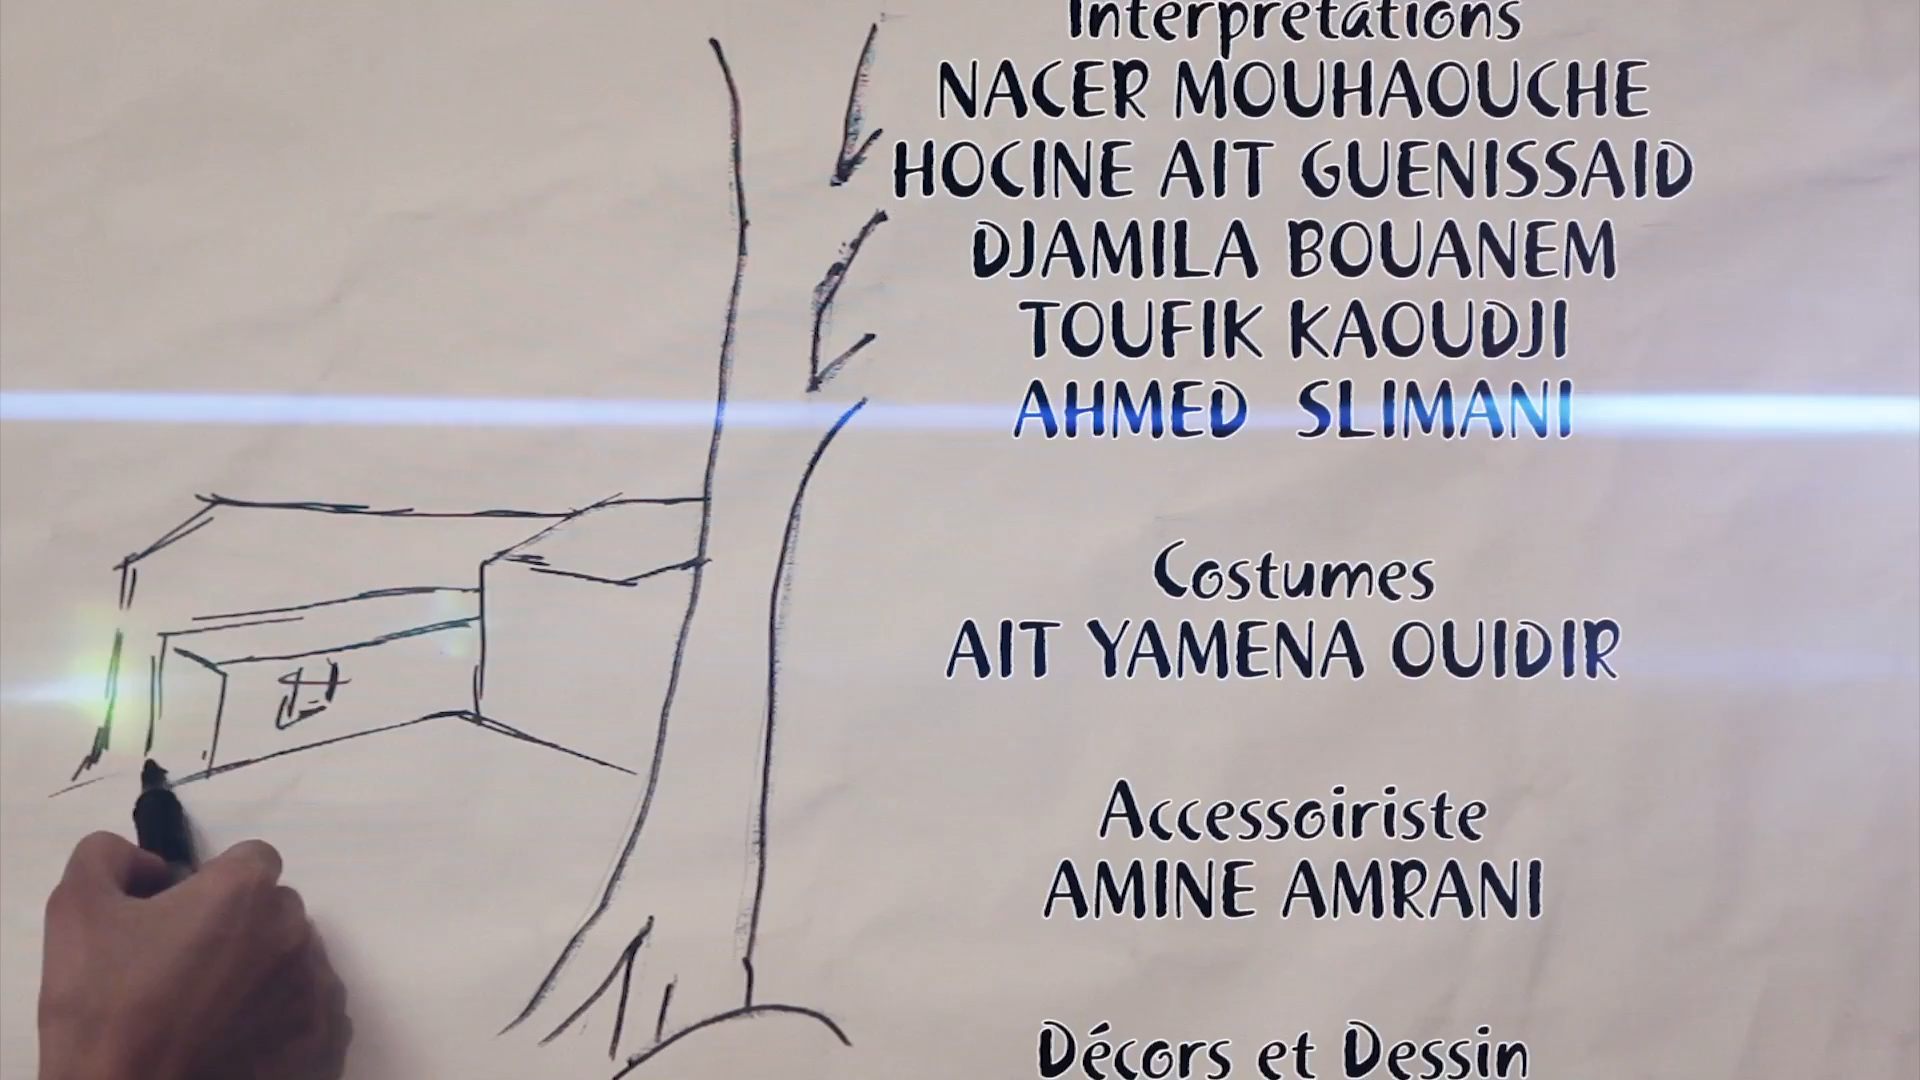 Interprétations
NACER MOUHAOUCHE
HOCINE AIT GUENISSAID
DJAMILA BOUANEM
TOUFIK KAOUDJI
AHMED SLIMANI
Costumes
AIT YAMENA OUIDIR
Accessoiriste
AMINE AMRANI
Décors et Dessin